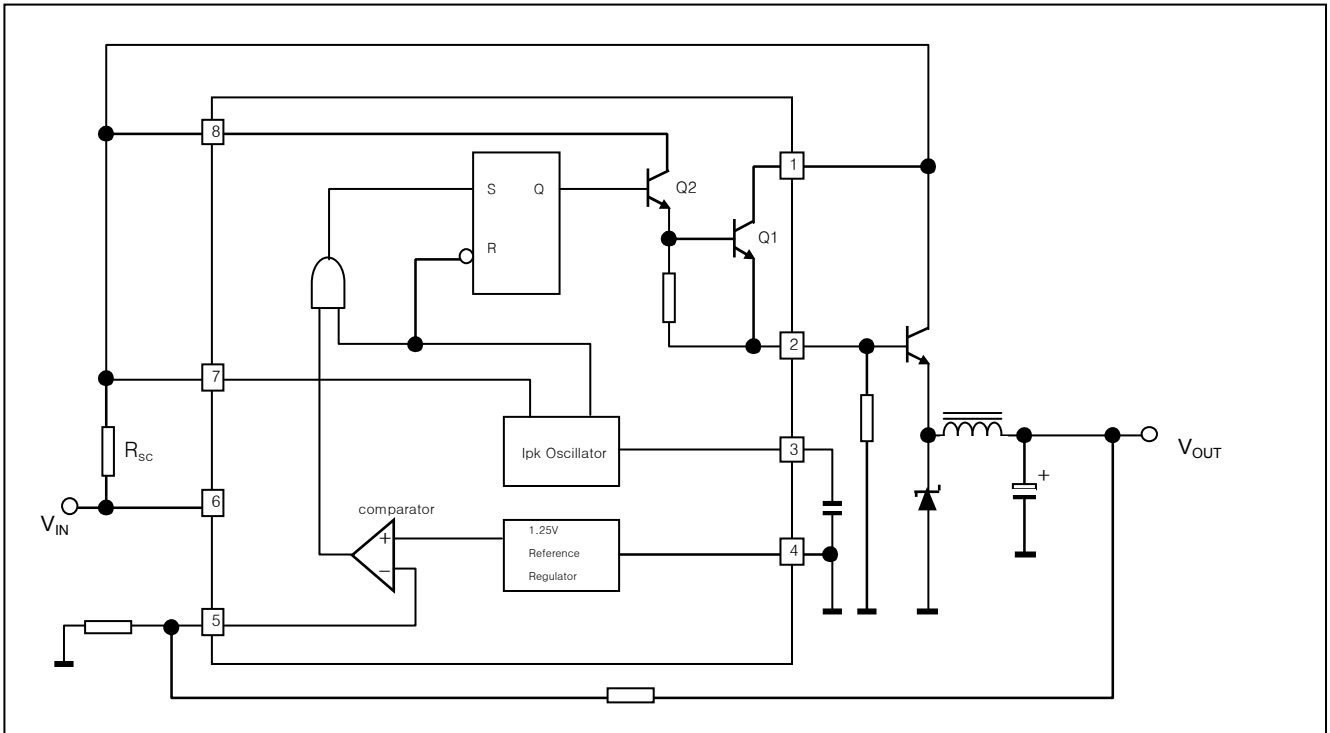 8
1
S Q
Q2
R
Q1
2
7
Ipk Oscillator
3
RSC
6
VIN
comparator
+
−
1.25V
Reference
Regulator
4
5
+
VOUT